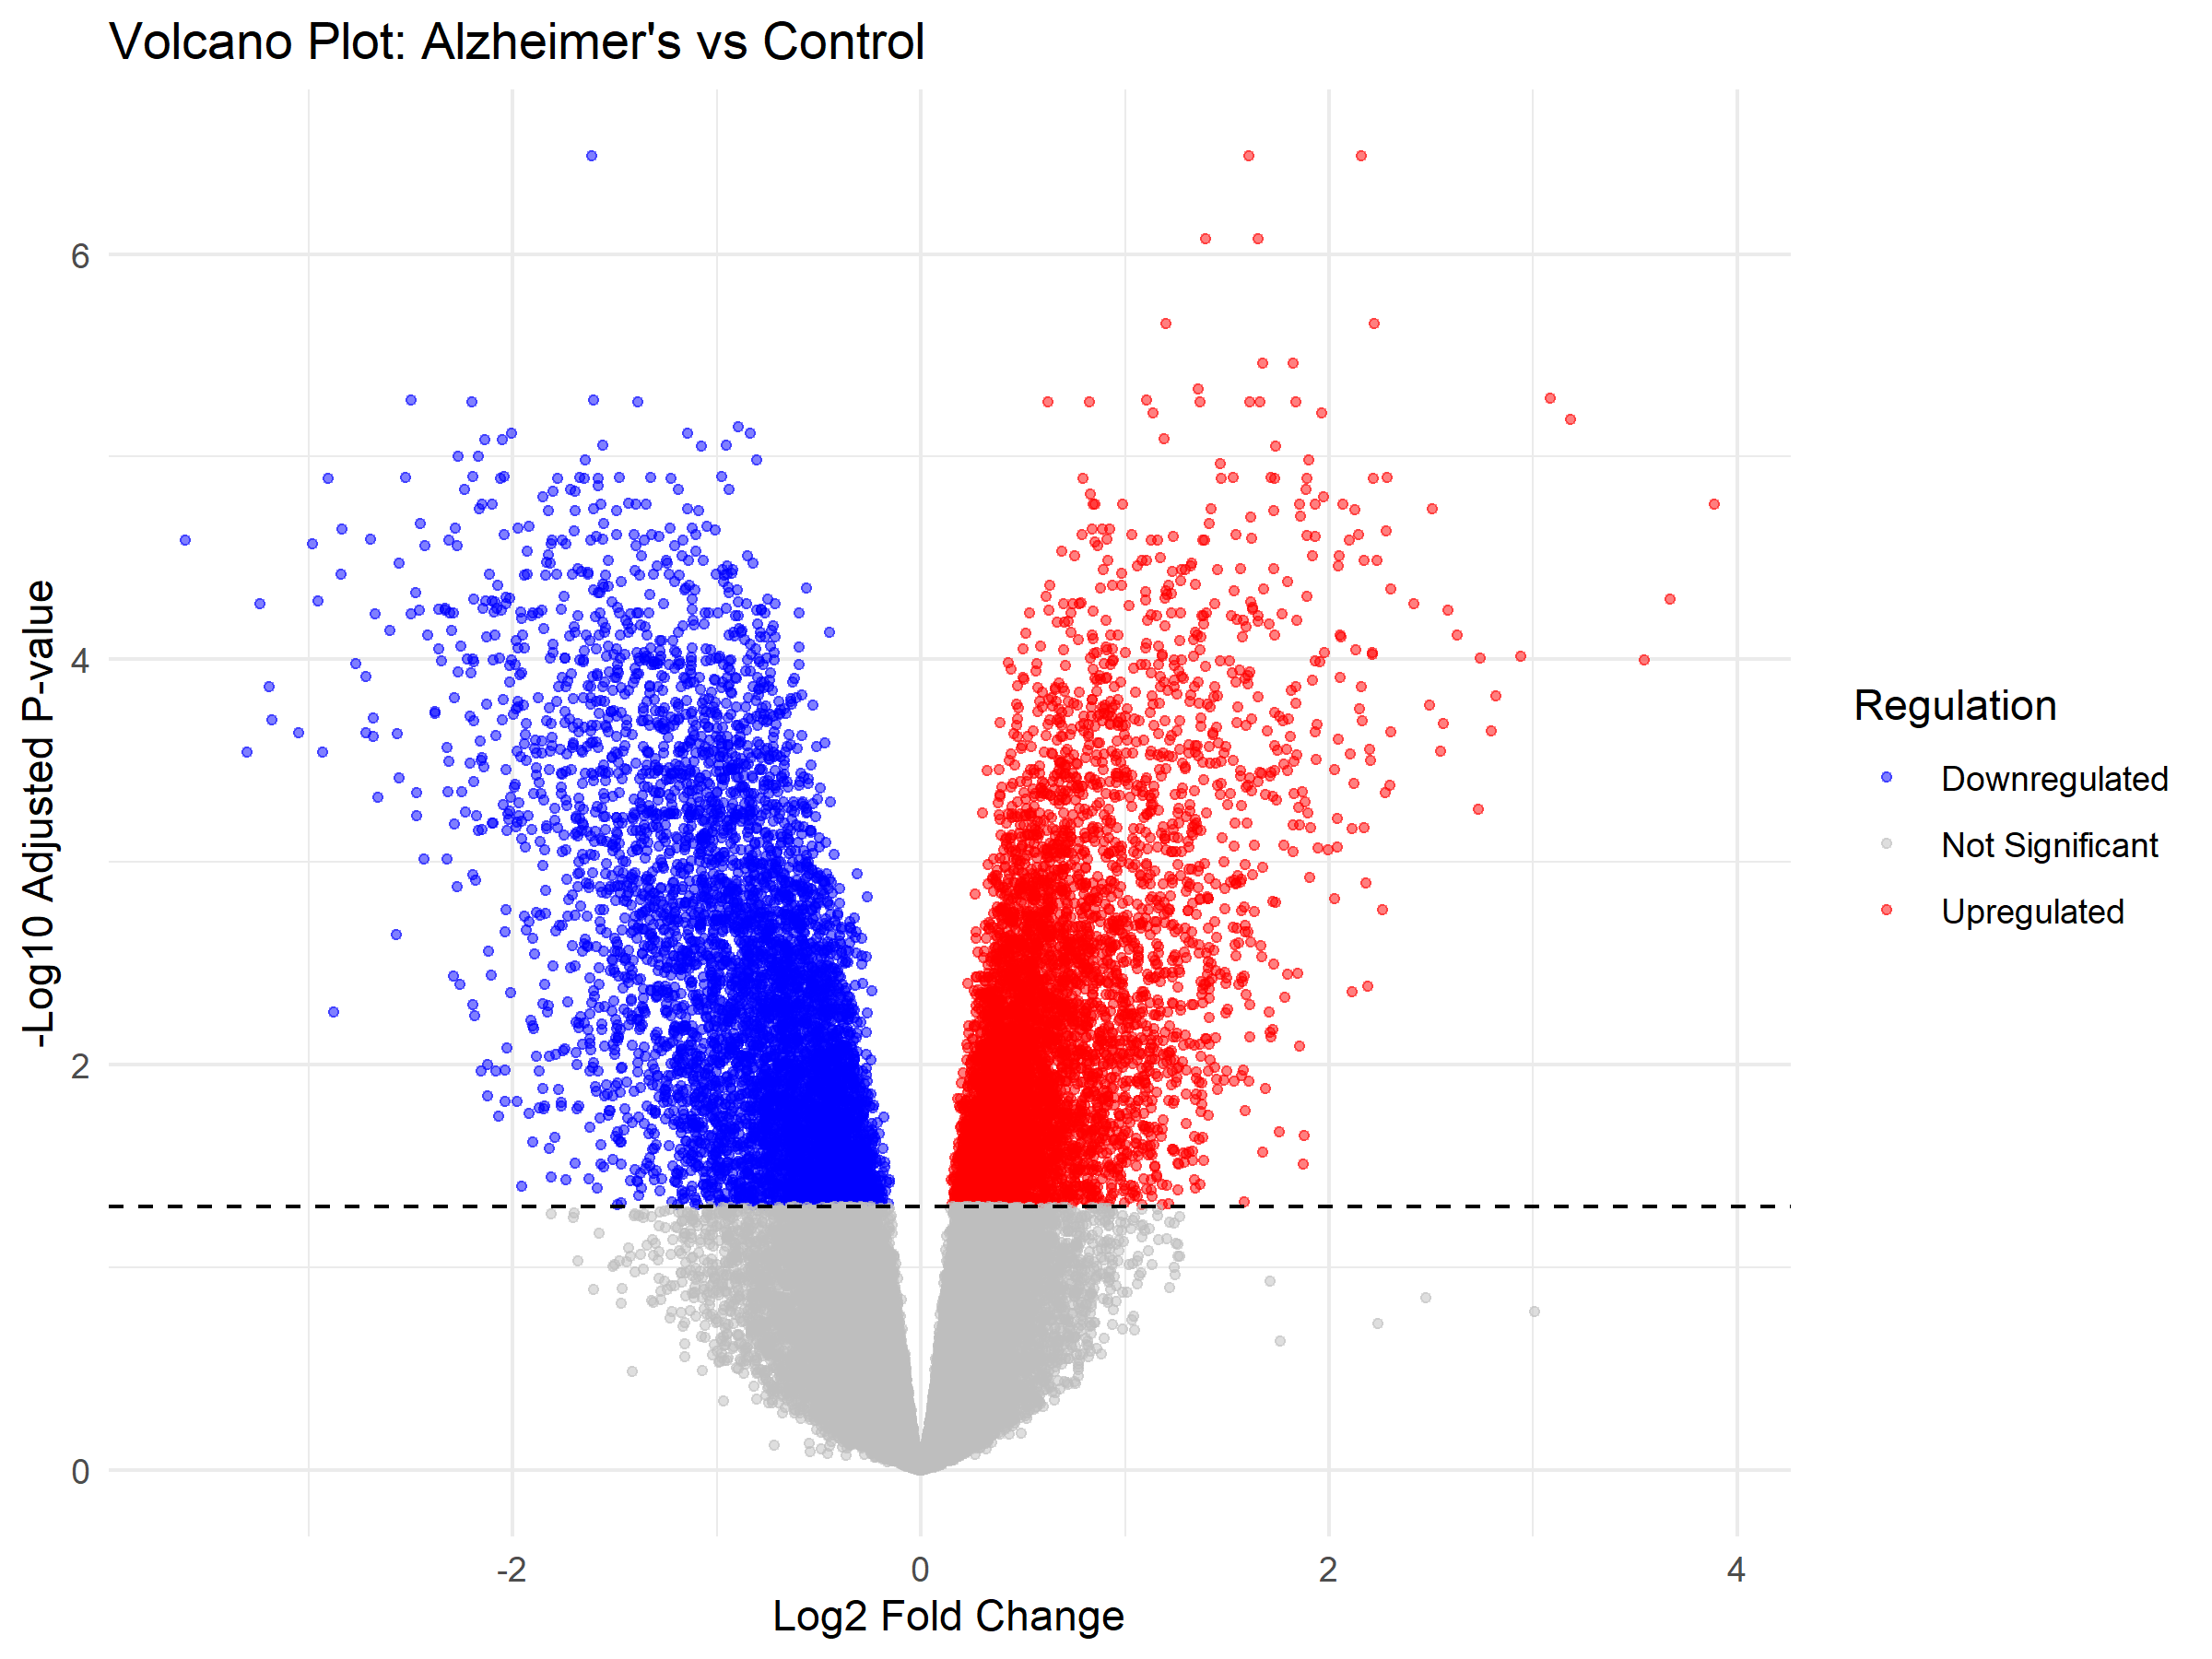 Volcano Plot: Alzheimer's vs Control
-Log10 Adjusted P-value
6
4
2
0
-2
0
2
4
Log2 Fold Change
Regulation
Downregulated
Not Significant
Upregulated